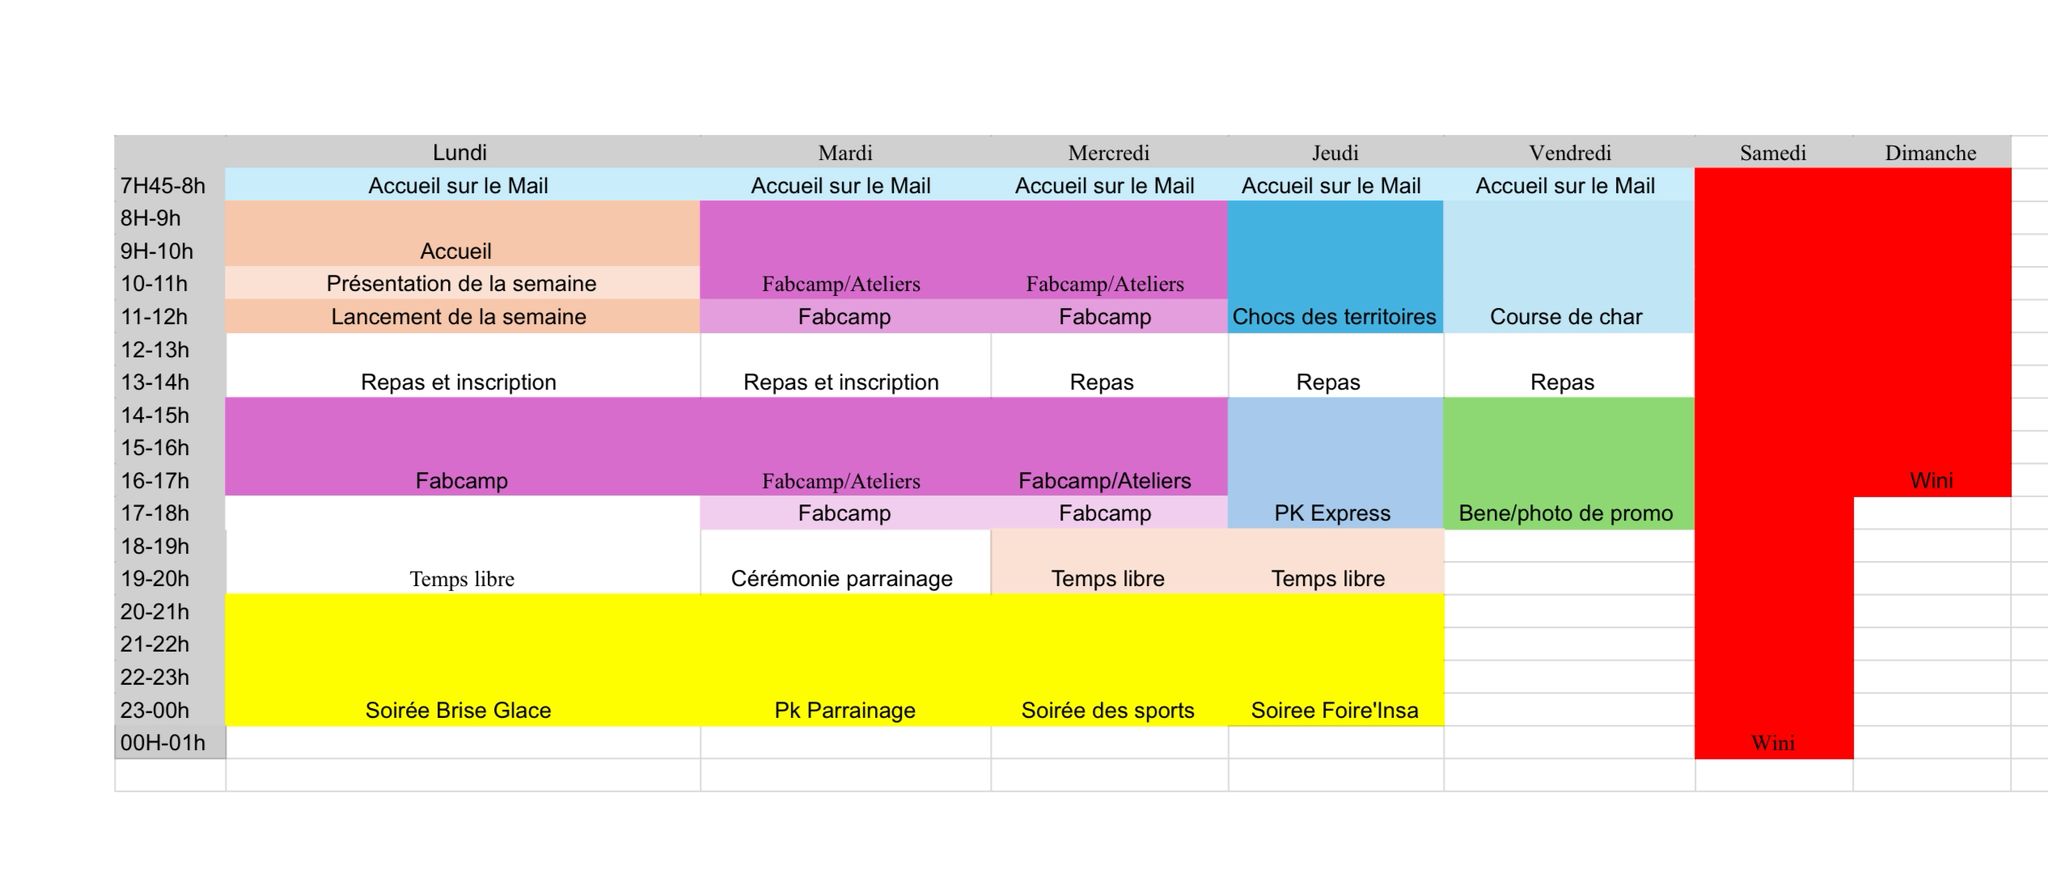 Lundi Mardi Mercredi Jeudi Vendredi Samedi Dimanche
7H45-8h Accueil sur le Mail Accueil sur le Mail Accueil sur le Mail Accueil sur le Mail Accueil sur le Mail
8H-9h
9H-10h Accueil
10-11h Présentation de la semaine Fabcamp/Ateliers Fabcamp/Ateliers
11-12h Lancement de la semaine Fabcamp Fabcamp Chocs des territoires Course de char
12-13h
13-14h Repas et inscription Repas et inscription Repas Repas Repas
14-15h
15-16h
16-17h Fabcamp Fabcamp/Ateliers Fabcamp/Ateliers Wini
17-18h Fabcamp Fabcamp PK Express Bene/photo de promo
18-19h
19-20h Temps libre Cérémonie parrainage Temps libre Temps libre
20-21h
21-22h
22-23h
23-00h Soirée Brise Glace Pk Parrainage Soirée des sports Soiree Foire'Insa
00H-01h Wini